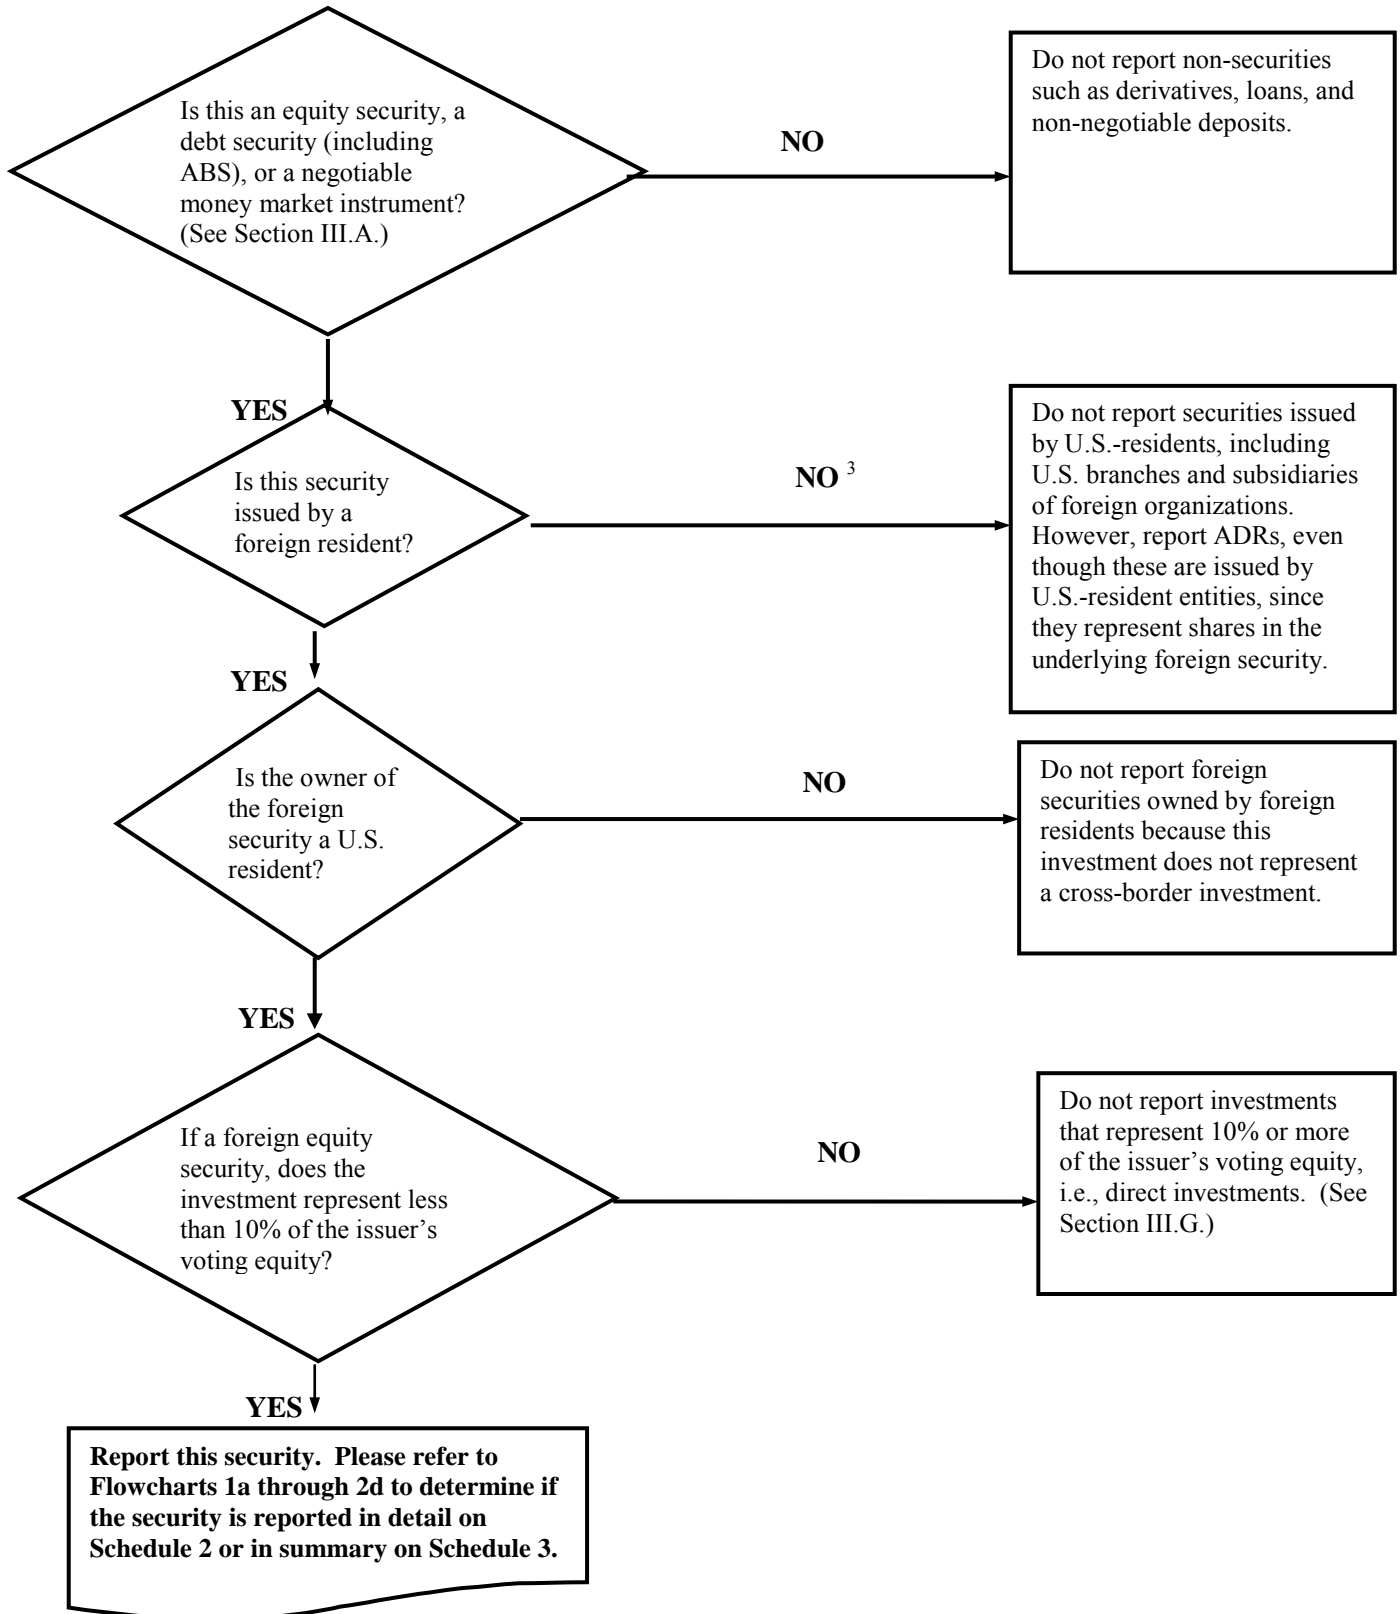 Is this an equity security, a
debt security (including
ABS), or a negotiable
money market instrument?
(See Section III.A.)
NO
Do not report non-securities
such as derivatives, loans, and
non-negotiable deposits.
YES
Is this security
issued by a
foreign resident?
NO 3
Do not report securities issued
by U.S.-residents, including
U.S. branches and subsidiaries
of foreign organizations.
However, report ADRs, even
though these are issued by
U.S.-resident entities, since
they represent shares in the
underlying foreign security.
YES
Is the owner of
the foreign
security a U.S.
resident?
NO
Do not report foreign
securities owned by foreign
residents because this
investment does not represent
a cross-border investment.
YES
If a foreign equity
security, does the
investment represent less
than 10% of the issuer’s
voting equity?
NO
Do not report investments
that represent 10% or more
of the issuer’s voting equity,
i.e., direct investments.  (See
Section III.G.)
YES
Report this security.  Please refer to
Flowcharts 1a through 2d to determine if
the security is reported in detail on
Schedule 2 or in summary on Schedule 3.